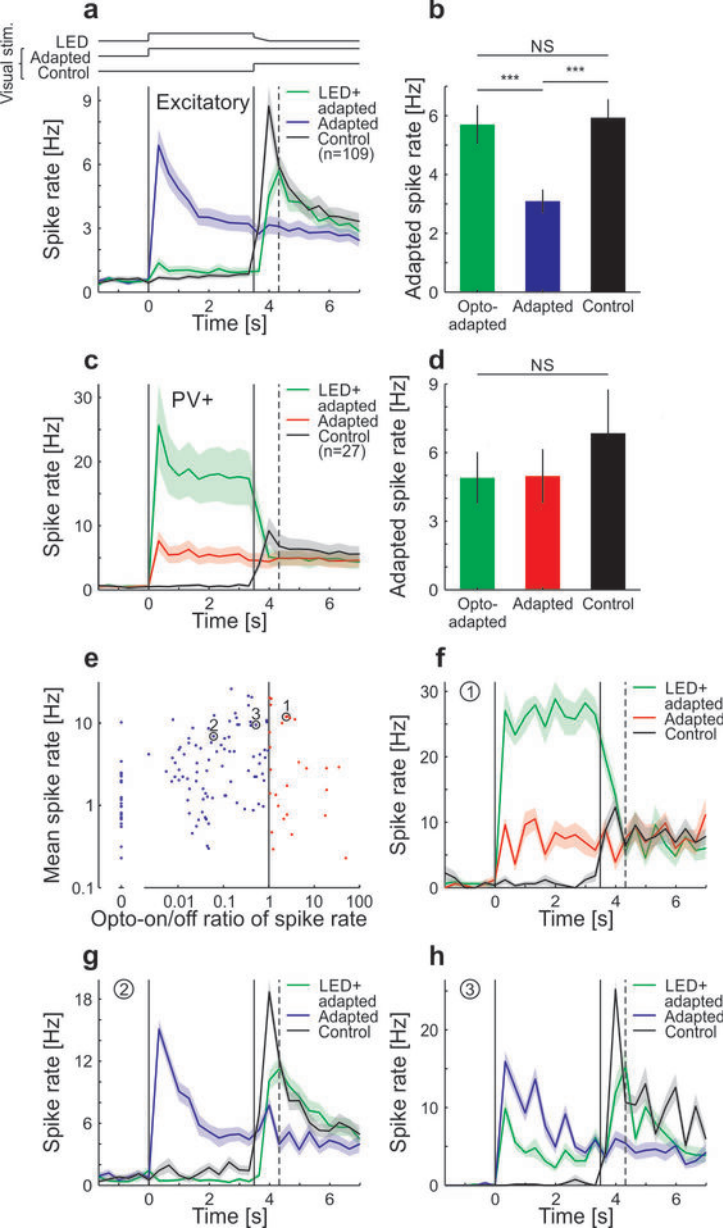 a
Visual stim.
LED
Adapted
Control
Spike rate [Hz]
9
6
3
0
Excitatory
LED+
adapted
Adapted
Control
(n=109)
0 2 4 6
Time [s]
b
NS
*** ***
Adapted spike rate [Hz]
6
4
2
0
Opto-
adapted
Adapted
Control
c
Spike rate [Hz]
30
20
10
0
PV+
LED+
adapted
Adapted
Control
(n=27)
0 2 4 6
Time [s]
d
NS
Adapted spike rate [Hz]
9
6
3
0
Opto-
adapted
Adapted
Control
e
Mean spike rate [Hz]
10
1
0.1
1
2
3
0 0.01 0.1 1 10 100
Opto-on/off ratio of spike rate
f
1
Spike rate [Hz]
30
20
10
0
LED+
adapted
Adapted
Control
0 2 4 6
Time [s]
g
2
Spike rate [Hz]
18
12
6
0
LED+
adapted
Adapted
Control
0 2 4 6
Time [s]
h
3
Spike rate [Hz]
20
10
0
LED+
adapted
Adapted
Control
0 2 4 6
Time [s]